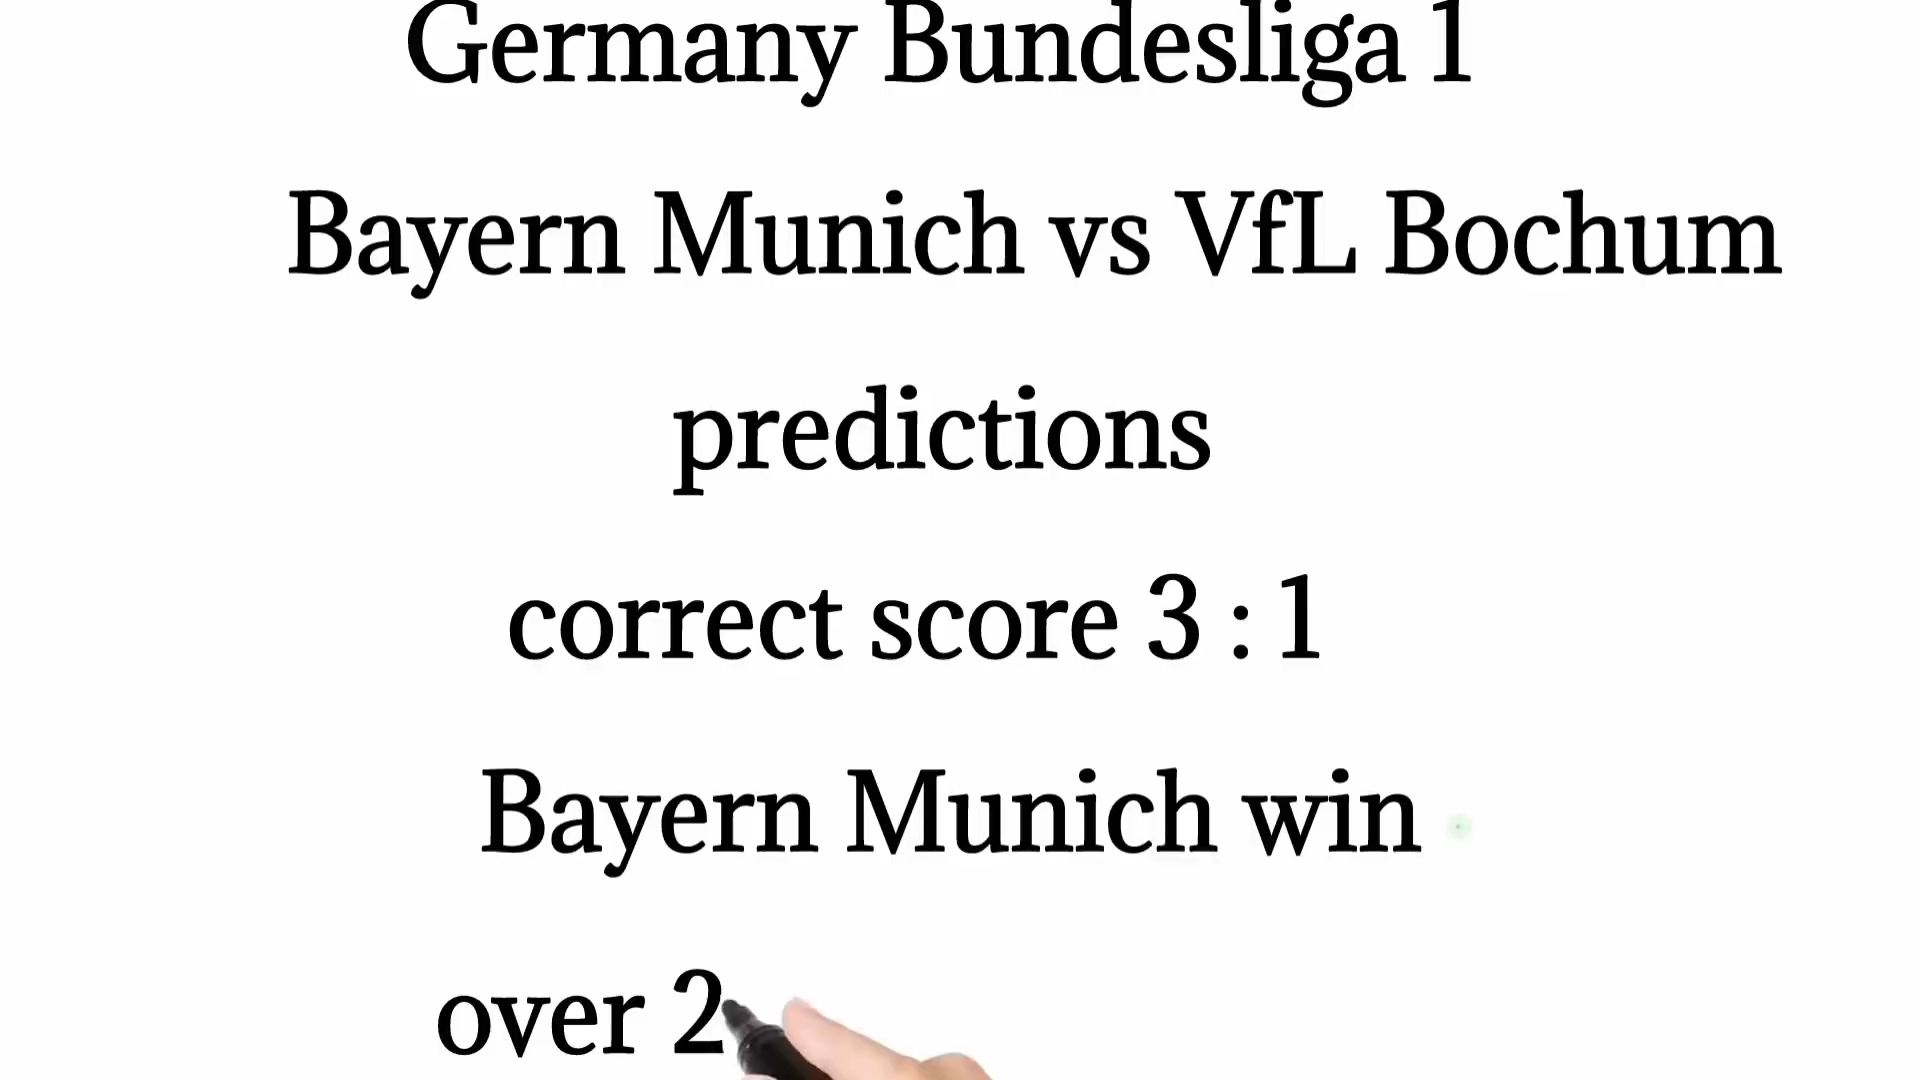 Germany Bundesliga 1
Bayern Munich vs VfL Bochum
predictions
correct score 3 : 1
Bayern Munich win
over 2